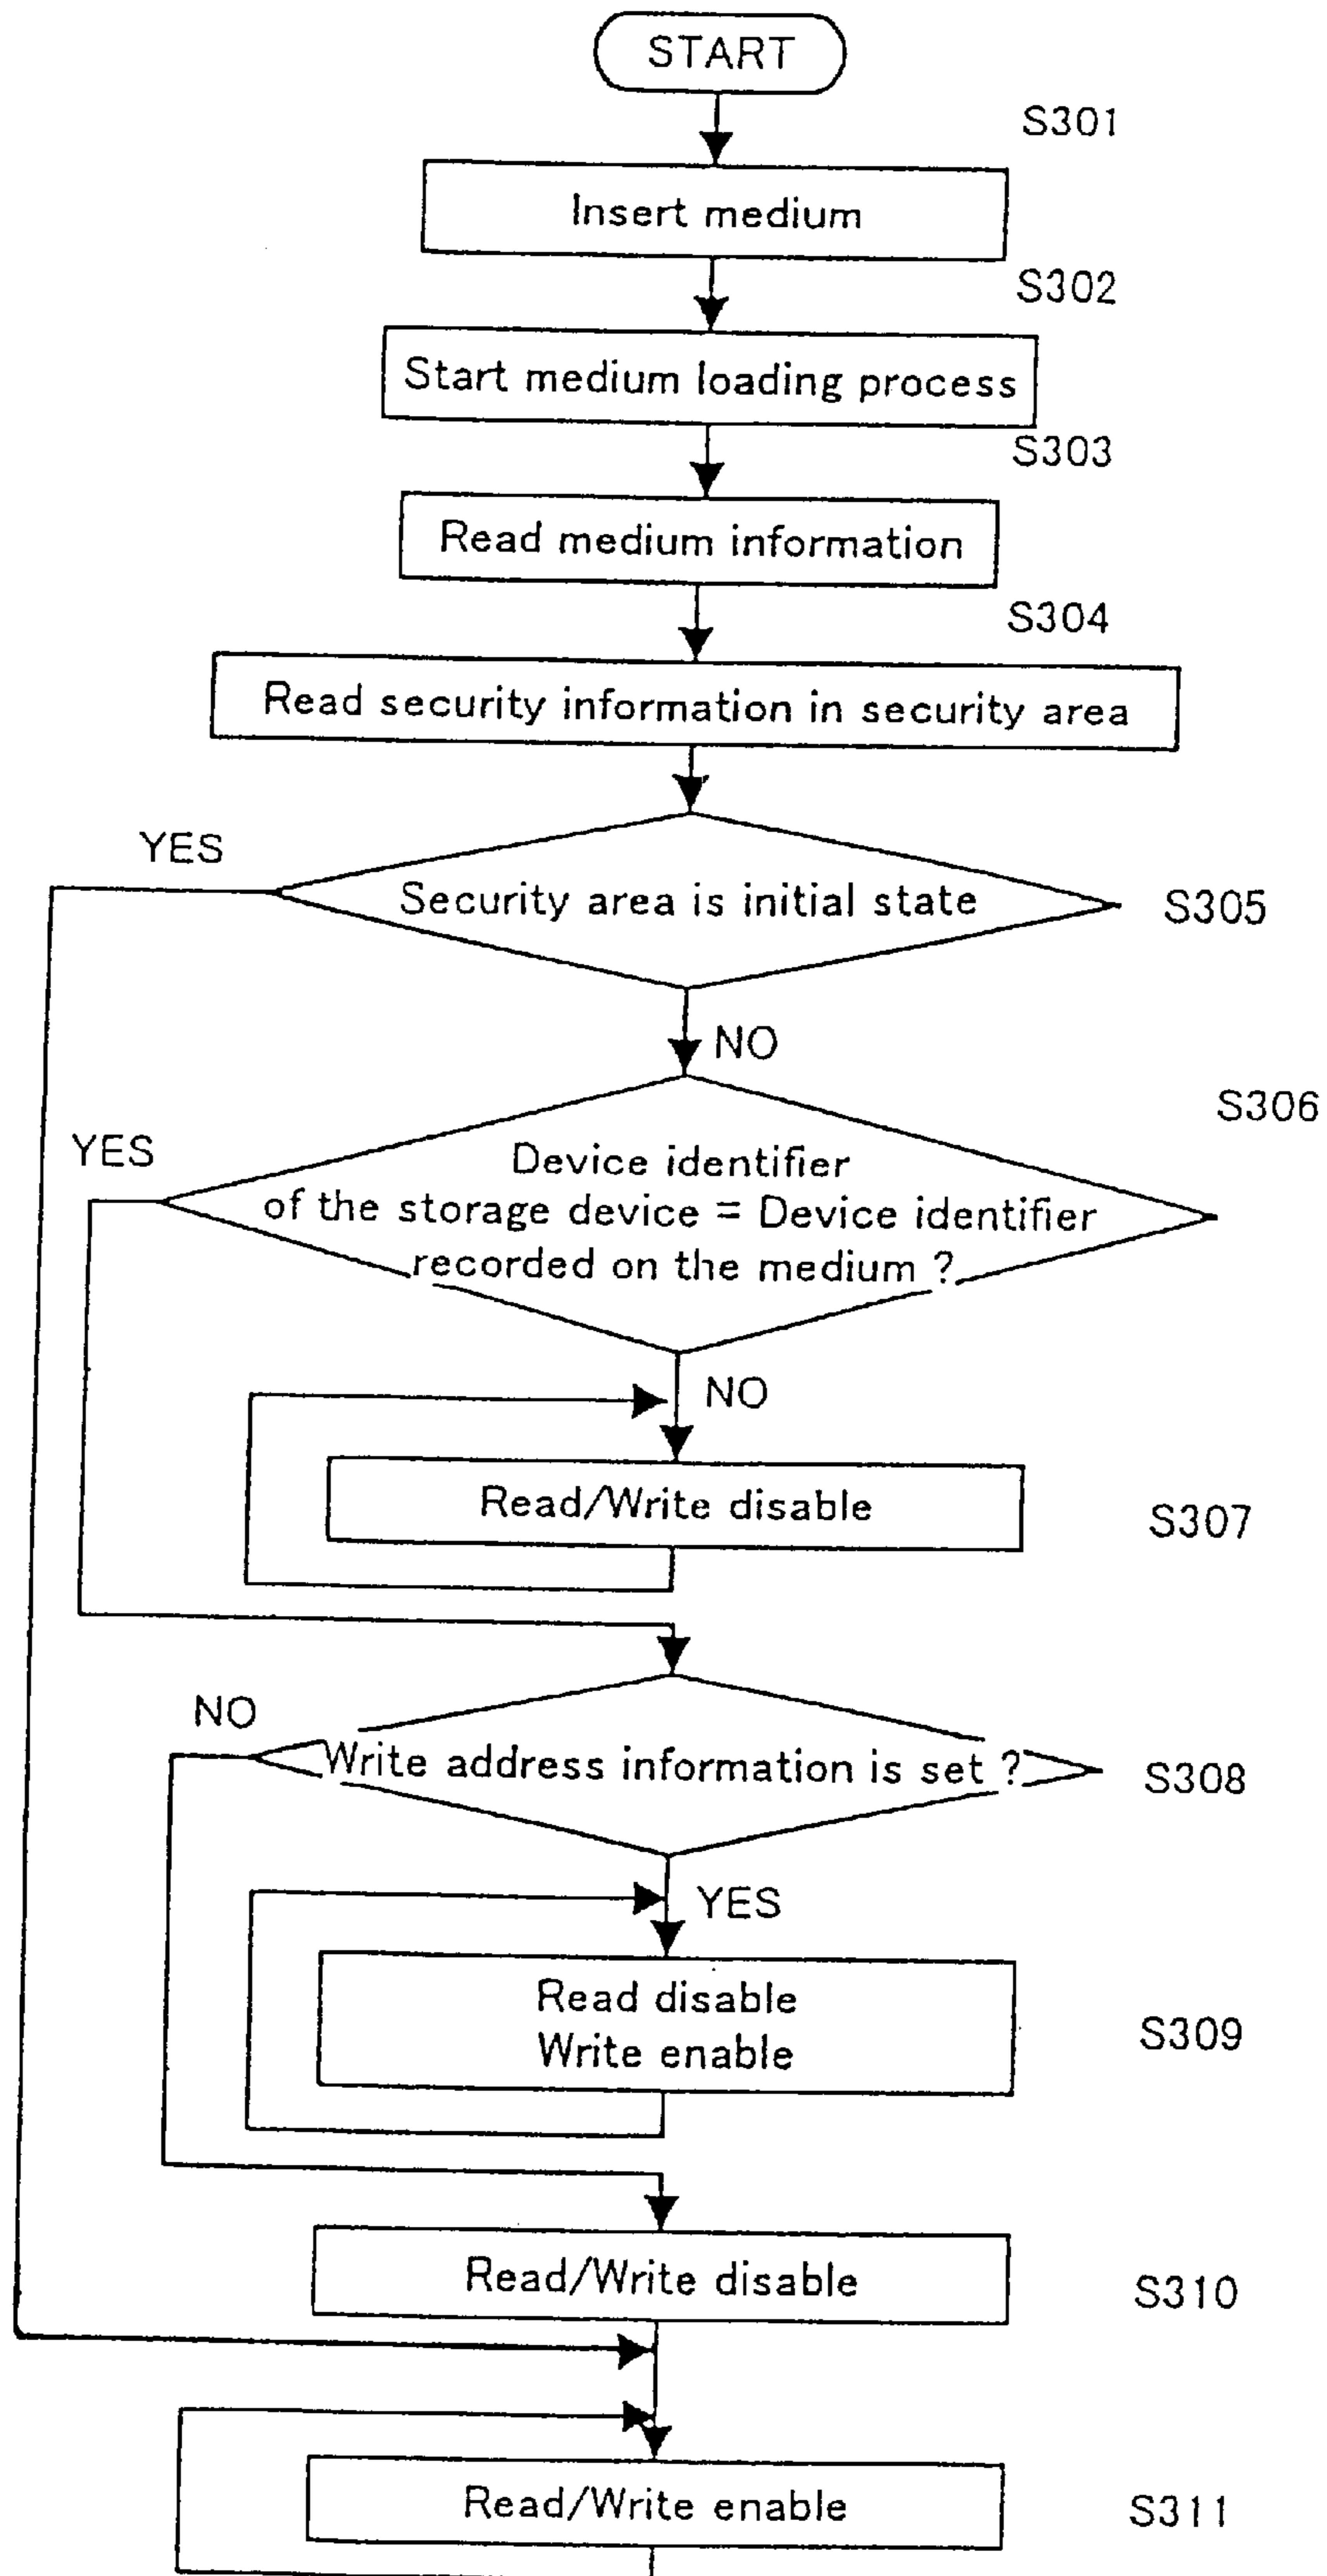 START
S301
Insert medium
S302
Start medium loading process
S303
Read medium information
S304
Read security information in security area
YES
Security area is initial state
S305
NO
S306
YES
Device identifier
of the storage device = Device identifier
recorded on the medium ?
NO
Read/Write disable
S307
NO
Write address information is set ?
S308
YES
Read disable
Write enable
S309
Read/Write disable
S310
Read/Write enable
S311